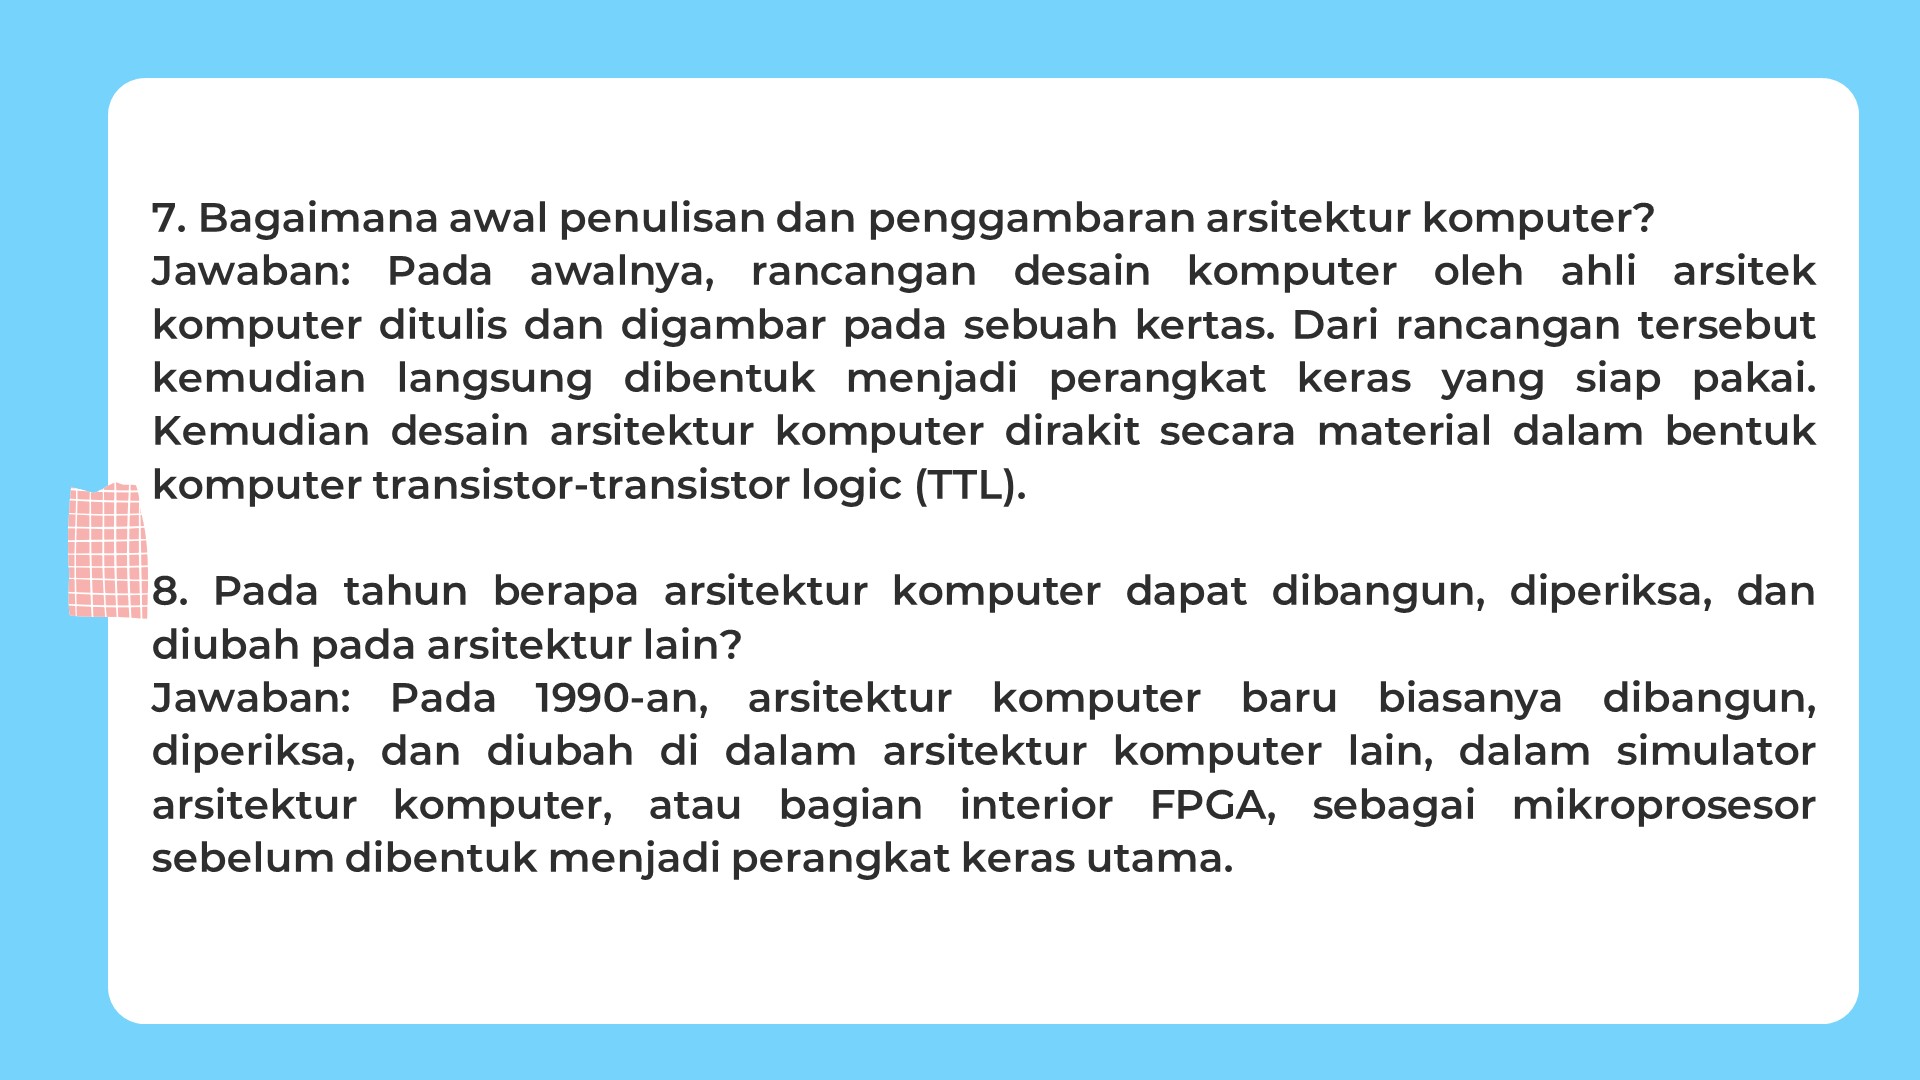 7. Bagaimana awal penulisan dan penggambaran arsitektur komputer?
Jawaban: Pada awalnya, rancangan desain komputer oleh ahli arsitek
komputer ditulis dan digambar pada sebuah kertas. Dari rancangan tersebut
kemudian langsung dibentuk menjadi perangkat keras yang siap pakai.
Kemudian desain arsitektur komputer dirakit secara material dalam bentuk
komputer transistor-transistor logic (TTL).
8. Pada tahun berapa arsitektur komputer dapat dibangun, diperiksa, dan
diubah pada arsitektur lain?
Jawaban: Pada 1990-an, arsitektur komputer baru biasanya dibangun,
diperiksa, dan diubah di dalam arsitektur komputer lain, dalam simulator
arsitektur komputer, atau bagian interior FPGA, sebagai mikroprosesor
sebelum dibentuk menjadi perangkat keras utama.